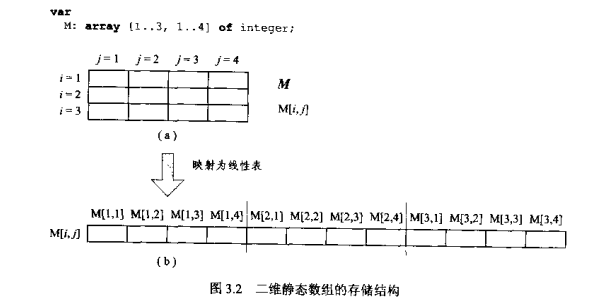 var
M: array [1..3, 1..4] of integer;
j=1 j=2 j=3 j=4
i=1
M
i=2
i=3 M[i,j]
(a)
映射为线性表
M[1,1] M[1,2] M[1,3] M[1,4] M[2,1] M[2,2] M[2,3] M[2,4] M[3,1] M[3,2] M[3,3] M[3,4]
M[i,j]
(b)
图 3.2 二维静态数组的存储结构